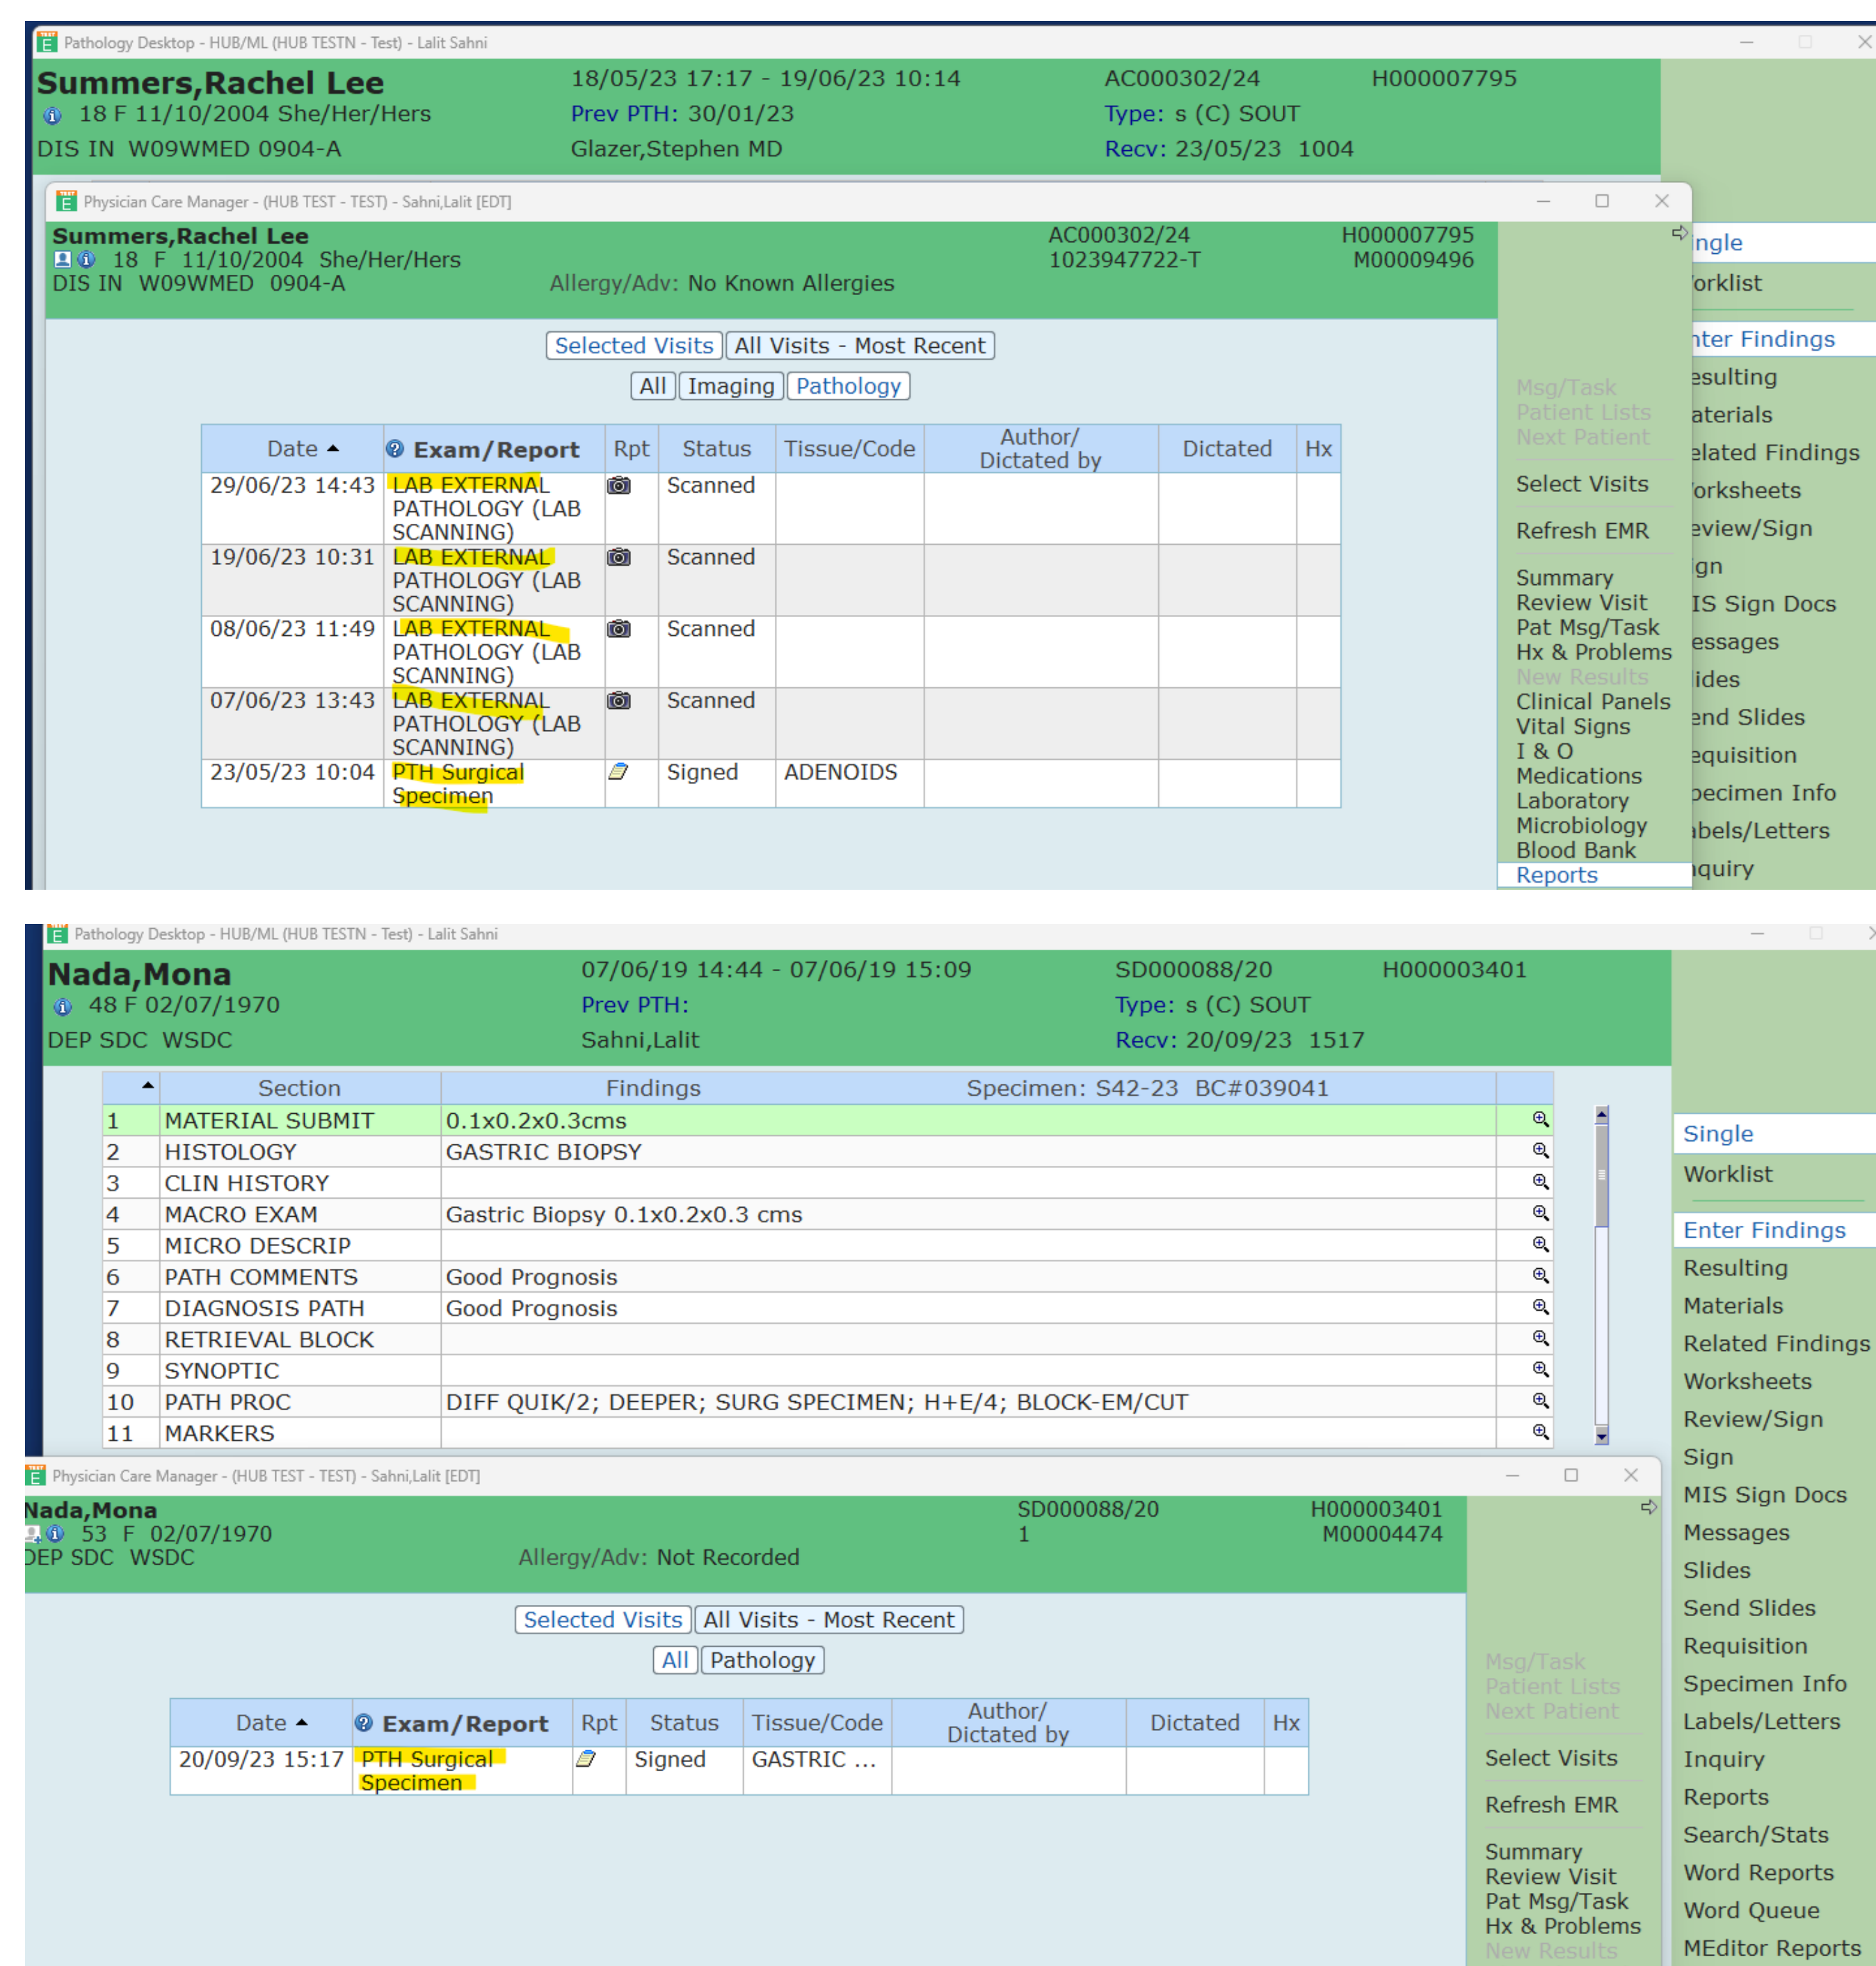 Pathology Desktop - HUB/ML (HUB TESTN - Test) - Lalit Sahni
Summers,Rachel Lee 18/05/23 17:17 - 19/06/23 10:14 AC000302/24 H000007795
18 F 11/10/2004 She/Her/Hers Prev PTH: 30/01/23 Type: s (C) SOUT
DIS IN W09WMED 0904-A Glazer,Stephen MD Recv: 23/05/23 1004
Physician Care Manager - (HUB TEST - TEST) - Sahni,Lalit [EDT]
Summers,Rachel Lee AC000302/24 H000007795
18 F 11/10/2004 She/Her/Hers 1023947722-T M00009496
DIS IN W09WMED 0904-A Allergy/Adv: No Known Allergies
Selected Visits All Visits - Most Recent
All Imaging Pathology
Date Exam/Report Rpt Status Tissue/Code Author/ Dictated by Dictated Hx
29/06/23 14:43 LAB EXTERNAL Scanned
PATHOLOGY (LAB
SCANNING)
19/06/23 10:31 LAB EXTERNAL Scanned
PATHOLOGY (LAB
SCANNING)
08/06/23 11:49 LAB EXTERNAL Scanned
PATHOLOGY (LAB
SCANNING)
07/06/23 13:43 LAB EXTERNAL Scanned
PATHOLOGY (LAB
SCANNING)
23/05/23 10:04 PTH Surgical Signed ADENOIDS
Specimen
Msg/Task
Patient Lists
Next Patient
Select Visits
Refresh EMR
Summary
Review Visit
Pat Msg/Task
Hx & Problems
New Results
Clinical Panels
Vital Signs
I & O
Medications
Laboratory
Microbiology
Blood Bank
Reports
ingle
orklist
nter Findings
esulting
aterials
elated Findings
orksheets
eview/Sign
ign
IS Sign Docs
essages
lides
end Slides
equisition
pecimen Info
abels/Letters
nquiry
Pathology Desktop - HUB/ML (HUB TESTN - Test) - Lalit Sahni
Nada,Mona 07/06/19 14:44 - 07/06/19 15:09 SD000088/20 H000003401
48 F 02/07/1970 Prev PTH: Type: s (C) SOUT
DEP SDC WSDC Sahni,Lalit Recv: 20/09/23 1517
Section Findings Specimen: S42-23 BC#039041
1 MATERIAL SUBMIT 0.1x0.2x0.3cms
2 HISTOLOGY GASTRIC BIOPSY
3 CLIN HISTORY
4 MACRO EXAM Gastric Biopsy 0.1x0.2x0.3 cms
5 MICRO DESCRIP
6 PATH COMMENTS Good Prognosis
7 DIAGNOSIS PATH Good Prognosis
8 RETRIEVAL BLOCK
9 SYNOPTIC
10 PATH PROC DIFF QUIK/2; DEEPER; SURG SPECIMEN; H+E/4; BLOCK-EM/CUT
11 MARKERS
Physician Care Manager - (HUB TEST - TEST) - Sahni,Lalit [EDT]
Nada,Mona SD000088/20 H000003401
53 F 02/07/1970 1 M00004474
DEP SDC WSDC Allergy/Adv: Not Recorded
Selected Visits All Visits - Most Recent
All Pathology
Date Exam/Report Rpt Status Tissue/Code Author/ Dictated by Dictated Hx
20/09/23 15:17 PTH Surgical Signed GASTRIC ...
Specimen
Msg/Task
Patient Lists
Next Patient
Select Visits
Refresh EMR
Summary
Review Visit
Pat Msg/Task
Hx & Problems
New Results
Single
Worklist
Enter Findings
Resulting
Materials
Related Findings
Worksheets
Review/Sign
Sign
MIS Sign Docs
Messages
Slides
Send Slides
Requisition
Specimen Info
Labels/Letters
Inquiry
Reports
Search/Stats
Word Reports
Word Queue
MEditor Reports